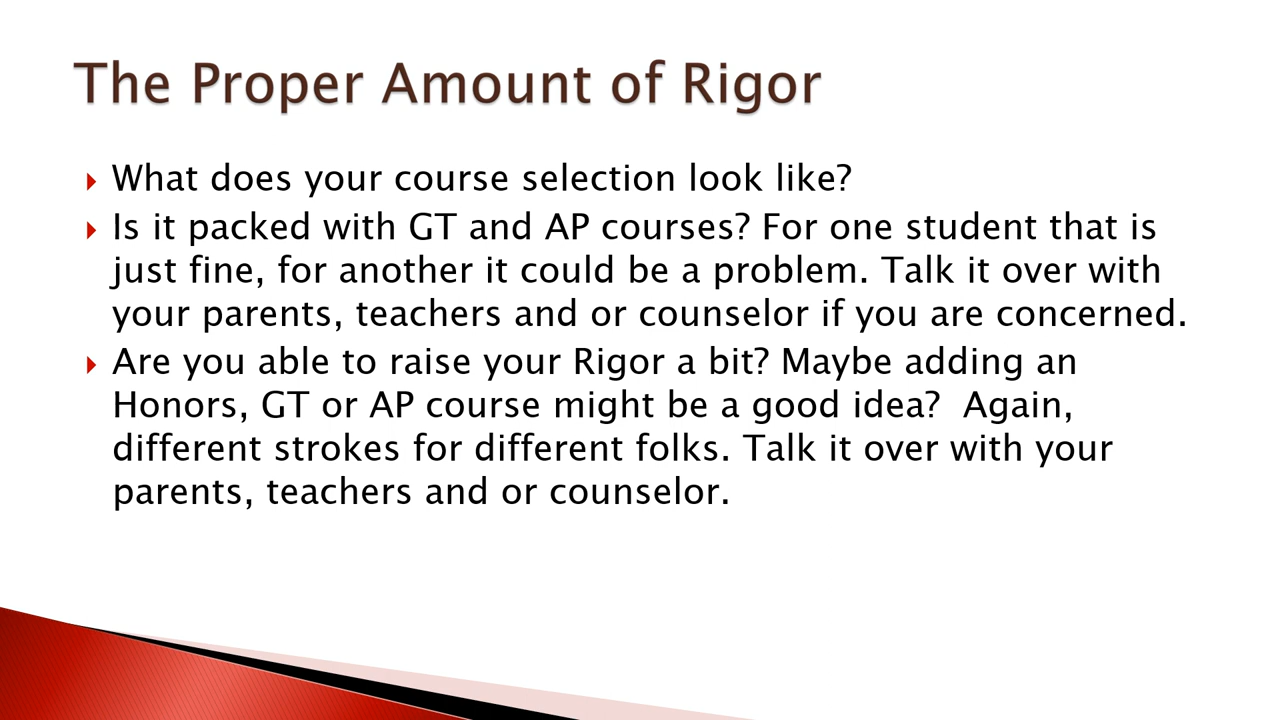 The Proper Amount of Rigor
What does your course selection look like?
Is it packed with GT and AP courses? For one student that is
just fine, for another it could be a problem. Talk it over with
your parents, teachers and or counselor if you are concerned.
Are you able to raise your Rigor a bit? Maybe adding an
Honors, GT or AP course might be a good idea?  Again,
different strokes for different folks. Talk it over with your
parents, teachers and or counselor.